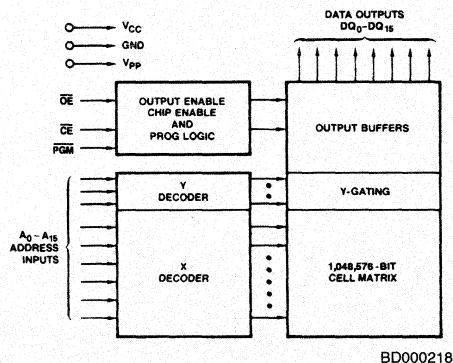 DATA OUTPUTS
DQ0-DQ15
VCC
GND
VPP
OE
CE
PGM
OUTPUT ENABLE
CHIP ENABLE
AND
PROG LOGIC
OUTPUT BUFFERS
Y
DECODER
Y-GATING
A0 - A15
ADDRESS
INPUTS
X
DECODER
1,048,576-BIT
CELL MATRIX
BD000218